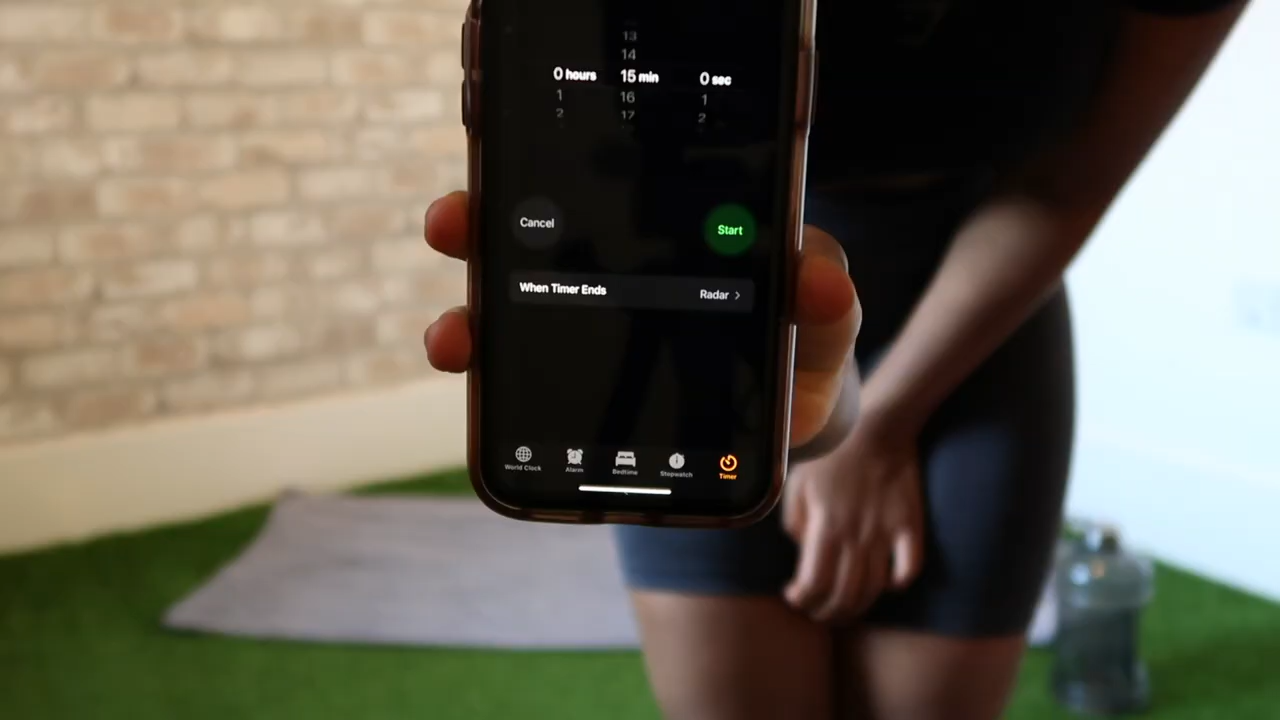 13
14
0 hours 15 min 0 sec
1 16 1
2 17 2
Cancel Start
When Timer Ends Radar
World Clock Alarm Bedtime Stopwatch Timer